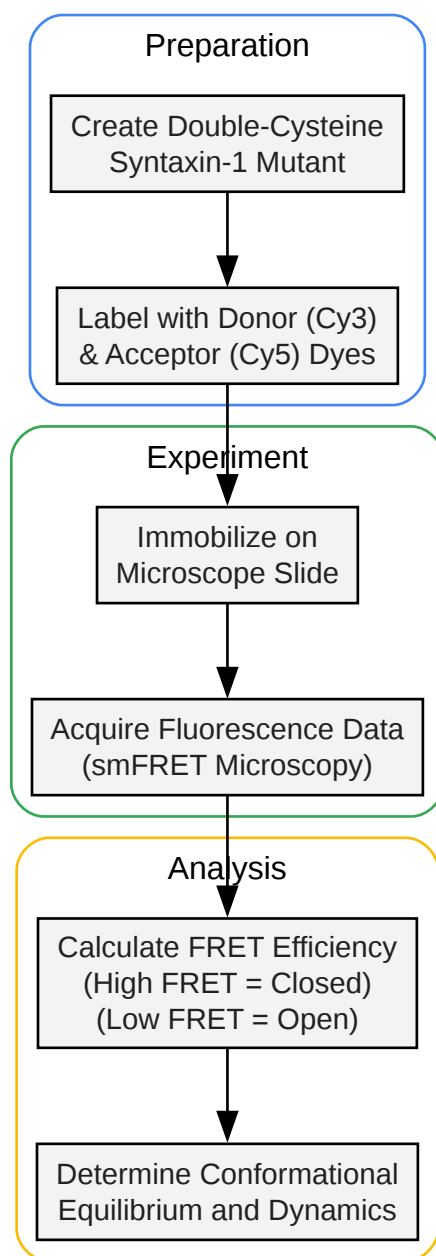 Preparation
Create Double-Cysteine
Syntaxin-1 Mutant
Label with Donor (Cy3)
& Acceptor (Cy5) Dyes
Experiment
Immobilize on
Microscope Slide
Acquire Fluorescence Data
(smFRET Microscopy)
Analysis
Calculate FRET Efficiency
(High FRET = Closed)
(Low FRET = Open)
Determine Conformational
Equilibrium and Dynamics